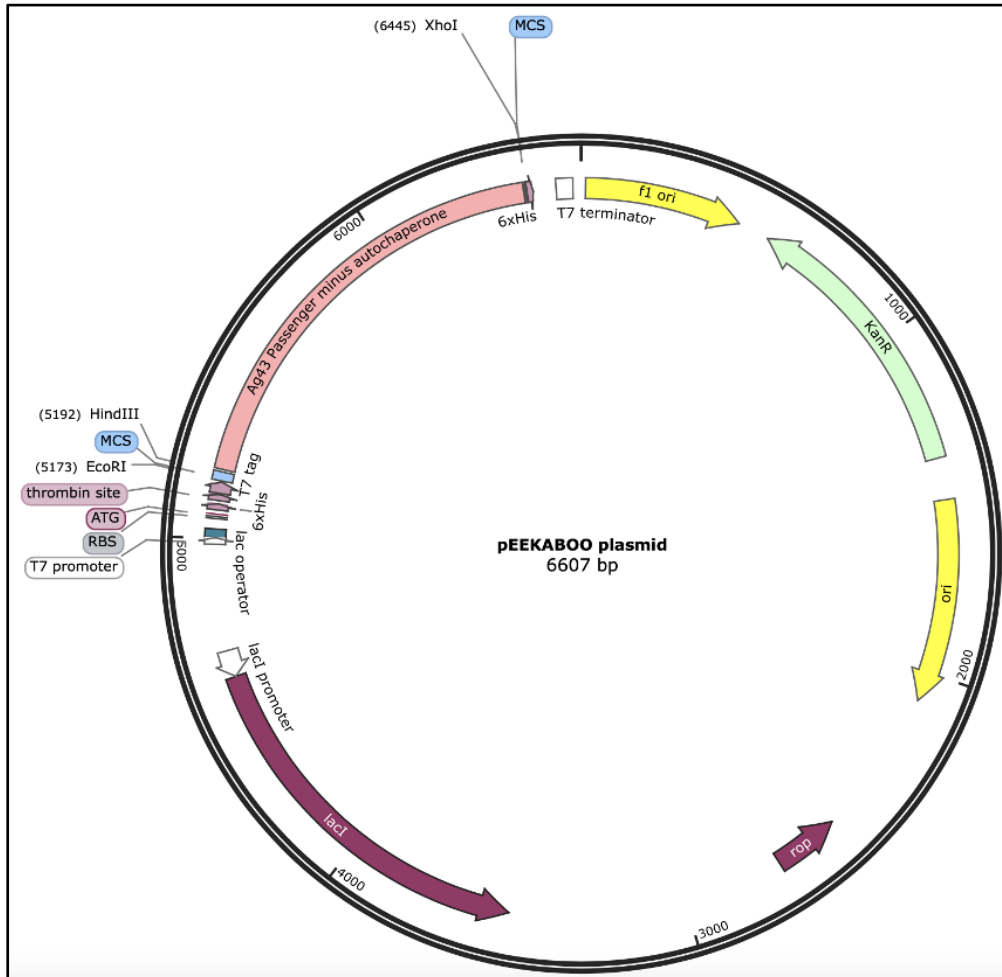 (6445) XhoI
MCS
f1 ori
T7 terminator
6xHis
6000
Ag43 Passenger minus autochaperone
1000
KanR
(5192) HindIII
MCS
(5173) EcoRI
thrombin site
ATG
RBS
T7 promoter
T7 tag
6xHis
5000
lac operator
pEEKABOO plasmid
6607 bp
ori
2000
lacI promoter
lacI
rop
4000
3000